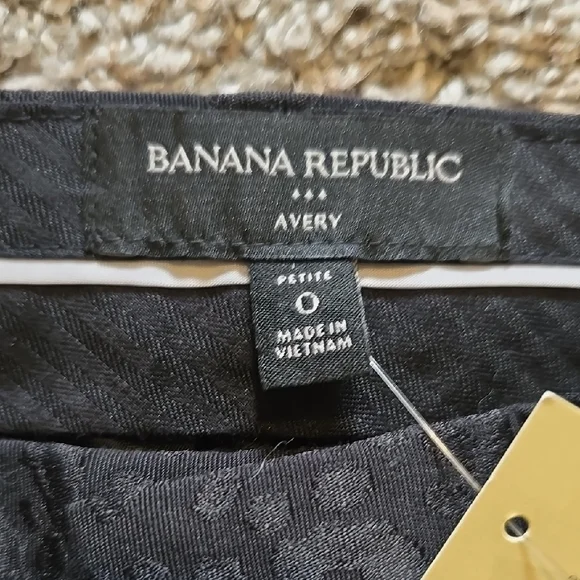 BANANA REPUBLIC
AVERY
PETITE
0
MADE IN
VIETNAM